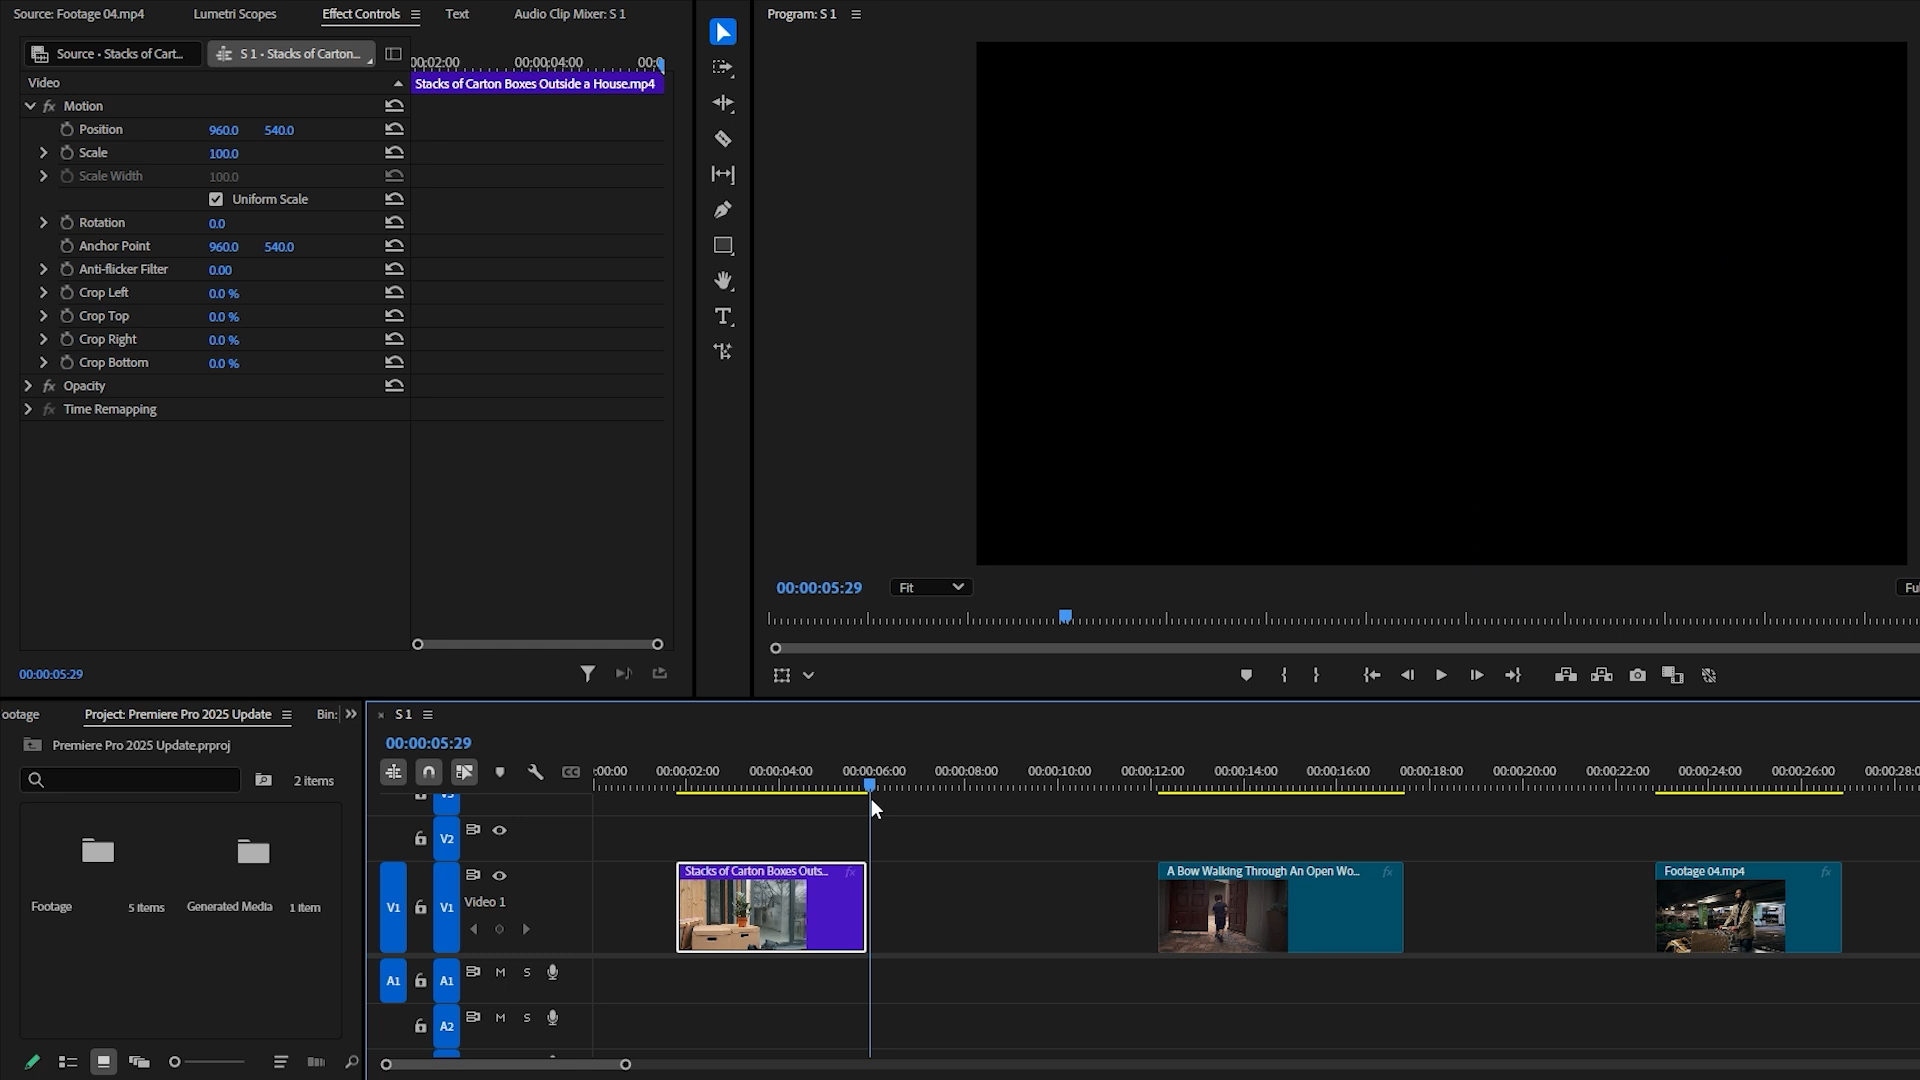 Source: Footage 04.mp4
Lumetri Scopes
Effect Controls
Text
Audio Clip Mixer: S 1
Program: S 1
Source • Stacks of Cart...
S 1 • Stacks of Carton...
00:02:00
00:00:04:00
Video
Stacks of Carton Boxes Outside a House.mp4
fx Motion
Position 960.0 540.0
Scale 100.0
Scale Width 100.0
Uniform Scale
Rotation 0.0
Anchor Point 960.0 540.0
Anti-flicker Filter 0.00
Crop Left 0.0 %
Crop Top 0.0 %
Crop Right 0.0 %
Crop Bottom 0.0 %
fx Opacity
fx Time Remapping
00:00:05:29
Fit
00:00:05:29
ootage
Project: Premiere Pro 2025 Update
Bin:
S 1
Premiere Pro 2025 Update.prproj
00:00:05:29
2 items
CC
:00:00 00:00:02:00 00:00:04:00 00:00:06:00 00:00:08:00 00:00:10:00 00:00:12:00 00:00:14:00 00:00:16:00 00:00:18:00 00:00:20:00 00:00:22:00 00:00:24:00 00:00:26:00 00:00:28:0
V2
Stacks of Carton Boxes Outs... fx
A Bow Walking Through An Open Wo... fx
Footage 04.mp4 fx
V1 V1 Video 1
Footage 5 items
Generated Media 1 item
A1 A1 M S
A2 M S